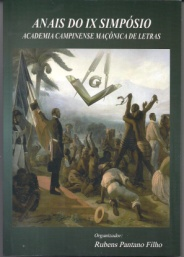 ANAIS DO IX SIMPÓSIO
ACADEMIA CAMPINENSE MAÇÔNICA DE LETRAS
G
Organizador:
Rubens Pantano Filho